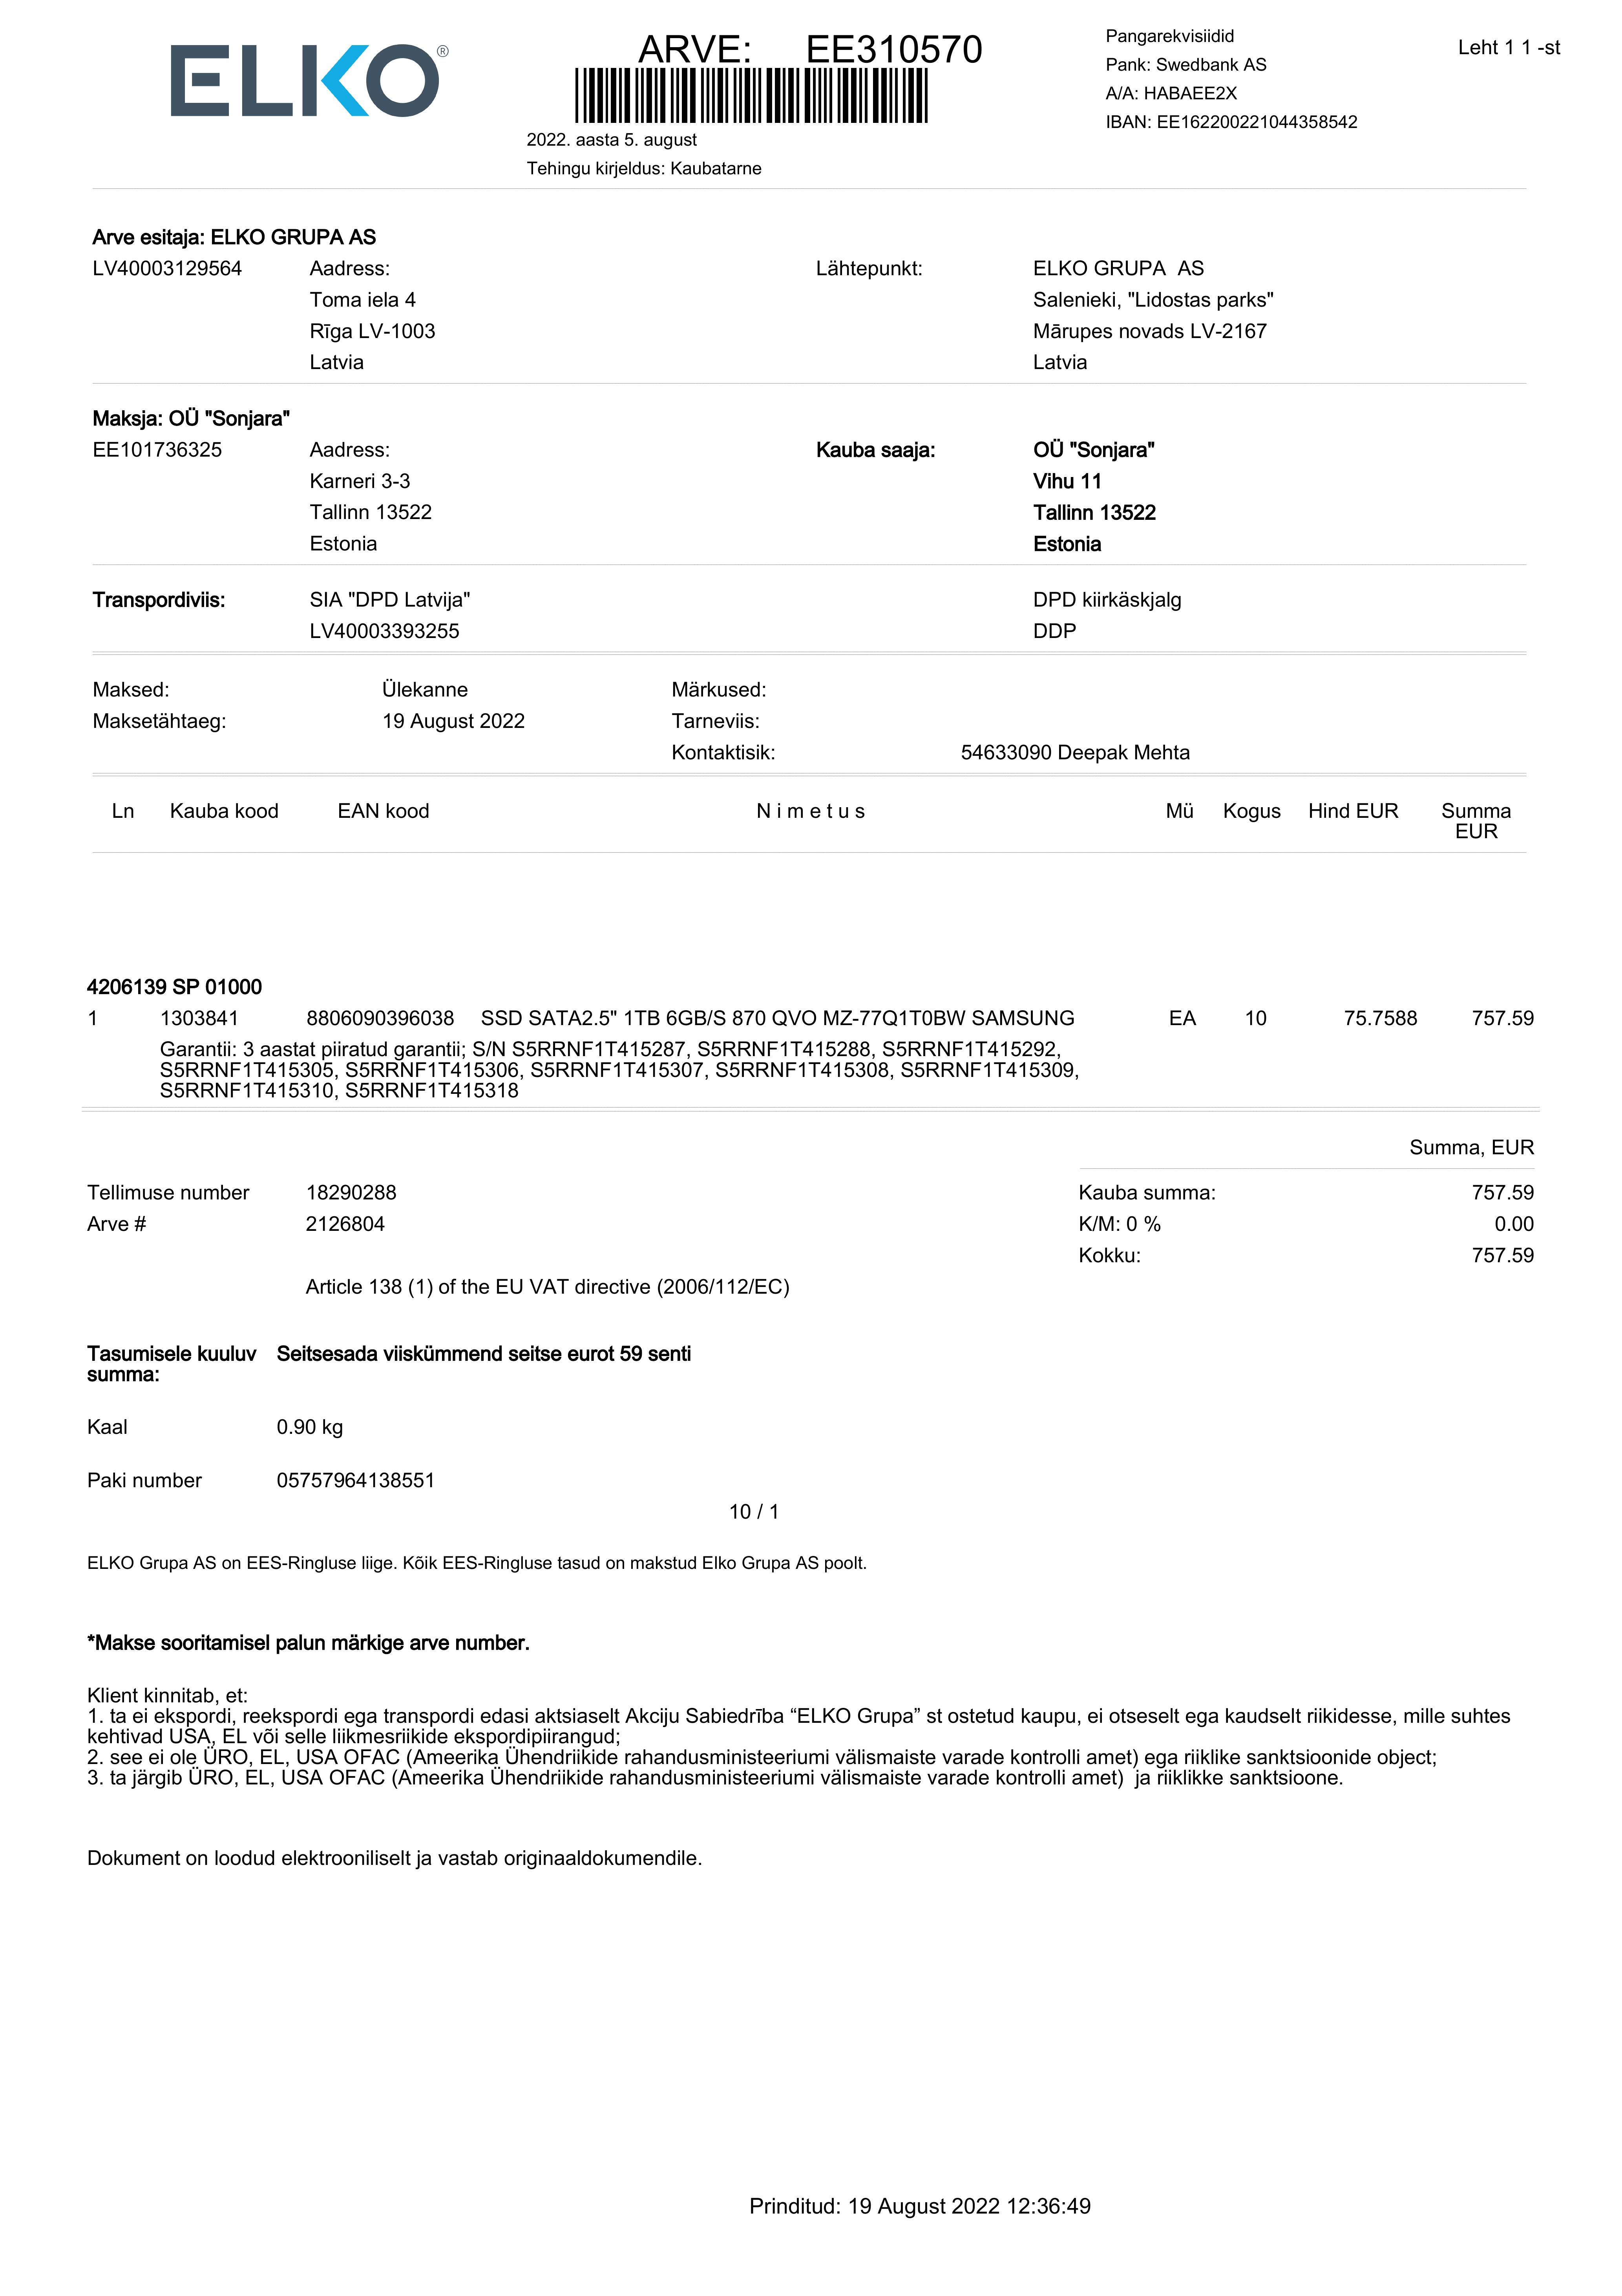 ELKO®
ARVE: EE310570
2022. aasta 5. august
Tehingu kirjeldus: Kaubatarne
Pangarekvisiidid
Pank: Swedbank AS
A/A: HABAEE2X
IBAN: EE162200221044358542
Leht 1 1 -st
Arve esitaja: ELKO GRUPA AS
LV40003129564 Aadress: Lähtepunkt: ELKO GRUPA AS
Toma iela 4 Salenieki, "Lidostas parks"
Rīga LV-1003 Mārupes novads LV-2167
Latvia Latvia
Maksja: OÜ "Sonjara"
EE101736325 Aadress: Kauba saaja: OÜ "Sonjara"
Karneri 3-3 Vihu 11
Tallinn 13522 Tallinn 13522
Estonia Estonia
Transpordiviis: SIA "DPD Latvija" DPD kiirkäskjalg
LV40003393255 DDP
Maksed: Ülekanne Märkused:
Maksetähtaeg: 19 August 2022 Tarneviis:
Kontaktisik: 54633090 Deepak Mehta
Ln Kauba kood EAN kood N i m e t u s Mü Kogus Hind EUR Summa
EUR
4206139 SP 01000
1 1303841 8806090396038 SSD SATA2.5" 1TB 6GB/S 870 QVO MZ-77Q1T0BW SAMSUNG EA 10 75.7588 757.59
Garantii: 3 aastat piiratud garantii; S/N S5RRNF1T415287, S5RRNF1T415288, S5RRNF1T415292,
S5RRNF1T415305, S5RRNF1T415306, S5RRNF1T415307, S5RRNF1T415308, S5RRNF1T415309,
S5RRNF1T415310, S5RRNF1T415318
Summa, EUR
Tellimuse number 18290288 Kauba summa: 757.59
Arve # 2126804 K/M: 0 % 0.00
Kokku: 757.59
Article 138 (1) of the EU VAT directive (2006/112/EC)
Tasumisele kuuluv Seitsesada viiskümmend seitse eurot 59 senti
summa:
Kaal 0.90 kg
Paki number 05757964138551
10 / 1
ELKO Grupa AS on EES-Ringluse liige. Kõik EES-Ringluse tasud on makstud Elko Grupa AS poolt.
*Makse sooritamisel palun märkige arve number.
Klient kinnitab, et:
1. ta ei ekspordi, reekspordi ega transpordi edasi aktsiaselt Akciju Sabiedrība “ELKO Grupa” st ostetud kaupu, ei otseselt ega kaudselt riikidesse, mille suhtes
kehtivad USA, EL või selle liikmesriikide ekspordipiirangud;
2. see ei ole ÜRO, EL, USA OFAC (Ameerika Ühendriikide rahandusministeeriumi välismaiste varade kontrolli amet) ega riiklike sanktsioonide object;
3. ta järgib ÜRO, EL, USA OFAC (Ameerika Ühendriikide rahandusministeeriumi välismaiste varade kontrolli amet) ja riiklikke sanktsioone.
Dokument on loodud elektrooniliselt ja vastab originaaldokumendile.
Prinditud: 19 August 2022 12:36:49